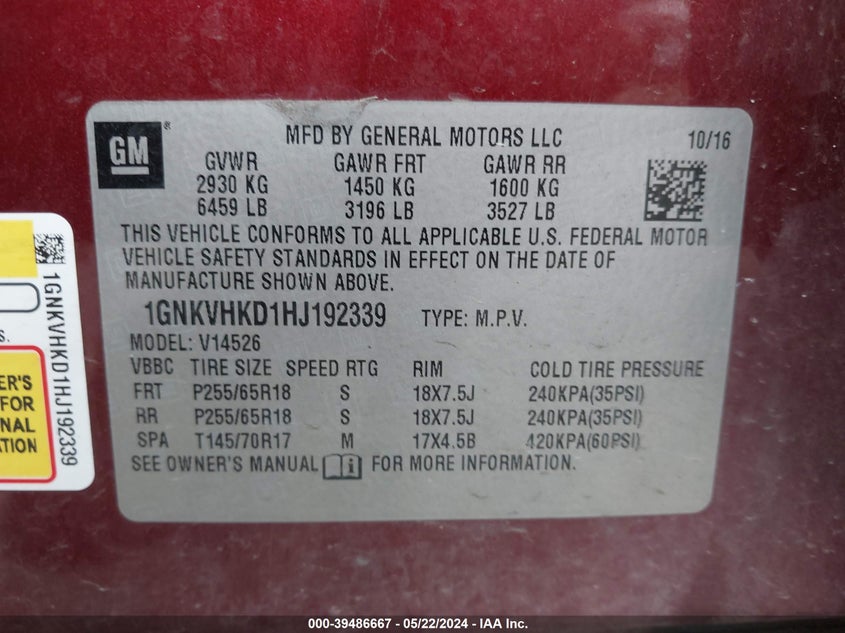 GM
MFD BY GENERAL MOTORS LLC 10/16
GVWR GAWR FRT GAWR RR
2930 KG 1450 KG 1600 KG
6459 LB 3196 LB 3527 LB
THIS VEHICLE CONFORMS TO ALL APPLICABLE U.S. FEDERAL MOTOR
VEHICLE SAFETY STANDARDS IN EFFECT ON THE DATE OF
MANUFACTURE SHOWN ABOVE.
1GNKVHKD1HJ192339 TYPE: M.P.V.
MODEL: V14526
VBBC TIRE SIZE SPEED RTG RIM COLD TIRE PRESSURE
FRT P255/65R18 S 18X7.5J 240KPA(35PSI)
RR P255/65R18 S 18X7.5J 240KPA(35PSI)
SPA T145/70R17 M 17X4.5B 420KPA(60PSI)
SEE OWNER'S MANUAL FOR MORE INFORMATION.
1GNKVHKD1HJ192339
S.
ER'S
FOR
NAL
ATION
000-39486667 - 05/22/2024 - IAA Inc.